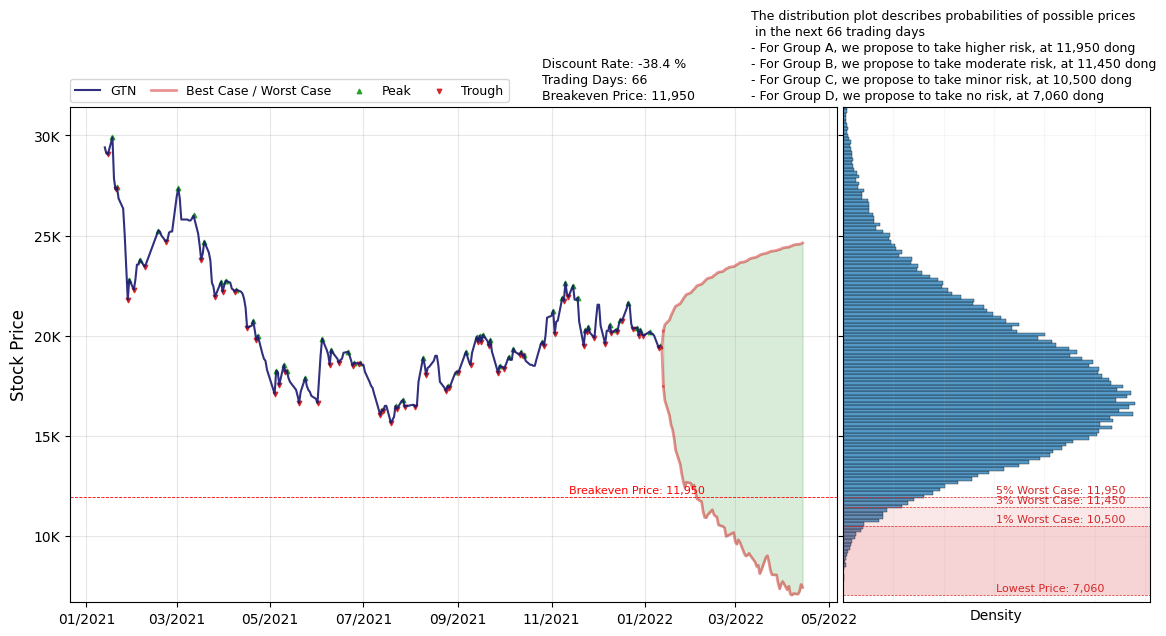 The distribution plot describes probabilities of possible prices
in the next 66 trading days
- For Group A, we propose to take higher risk, at 11,950 dong
- For Group B, we propose to take moderate risk, at 11,450 dong
- For Group C, we propose to take minor risk, at 10,500 dong
- For Group D, we propose to take no risk, at 7,060 dong
Discount Rate: -38.4 %
Trading Days: 66
Breakeven Price: 11,950
GTN Best Case / Worst Case Peak Trough
30K
25K
20K
15K
10K
Stock Price
Breakeven Price: 11,950
5% Worst Case: 11,950
3% Worst Case: 11,450
1% Worst Case: 10,500
Lowest Price: 7,060
01/2021 03/2021 05/2021 07/2021 09/2021 11/2021 01/2022 03/2022 05/2022
Density